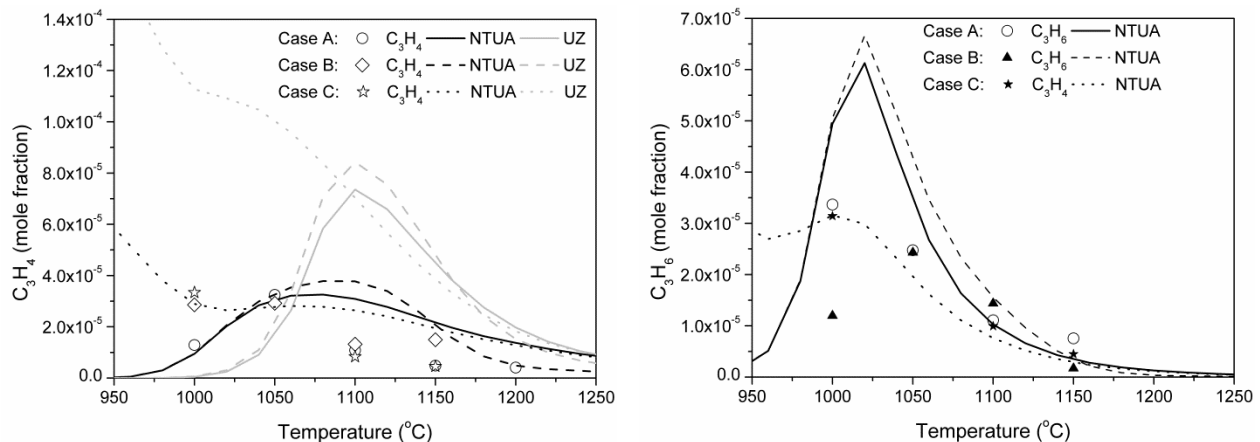 1.4x10⁻⁴
1.2x10⁻⁴
1.0x10⁻⁴
8.0x10⁻⁵
6.0x10⁻⁵
4.0x10⁻⁵
2.0x10⁻⁵
0.0
C₃H₄ (mole fraction)
Case A: C₃H₄ NTUA UZ
Case B: C₃H₄ NTUA UZ
Case C: C₃H₄ NTUA UZ
950 1000 1050 1100 1150 1200 1250
Temperature (°C)
7.0x10⁻⁵
6.0x10⁻⁵
5.0x10⁻⁵
4.0x10⁻⁵
3.0x10⁻⁵
2.0x10⁻⁵
1.0x10⁻⁵
0.0
C₃H₆ (mole fraction)
Case A: C₃H₆ NTUA
Case B: C₃H₆ NTUA
Case C: C₃H₄ NTUA
950 1000 1050 1100 1150 1200 1250
Temperature (°C)